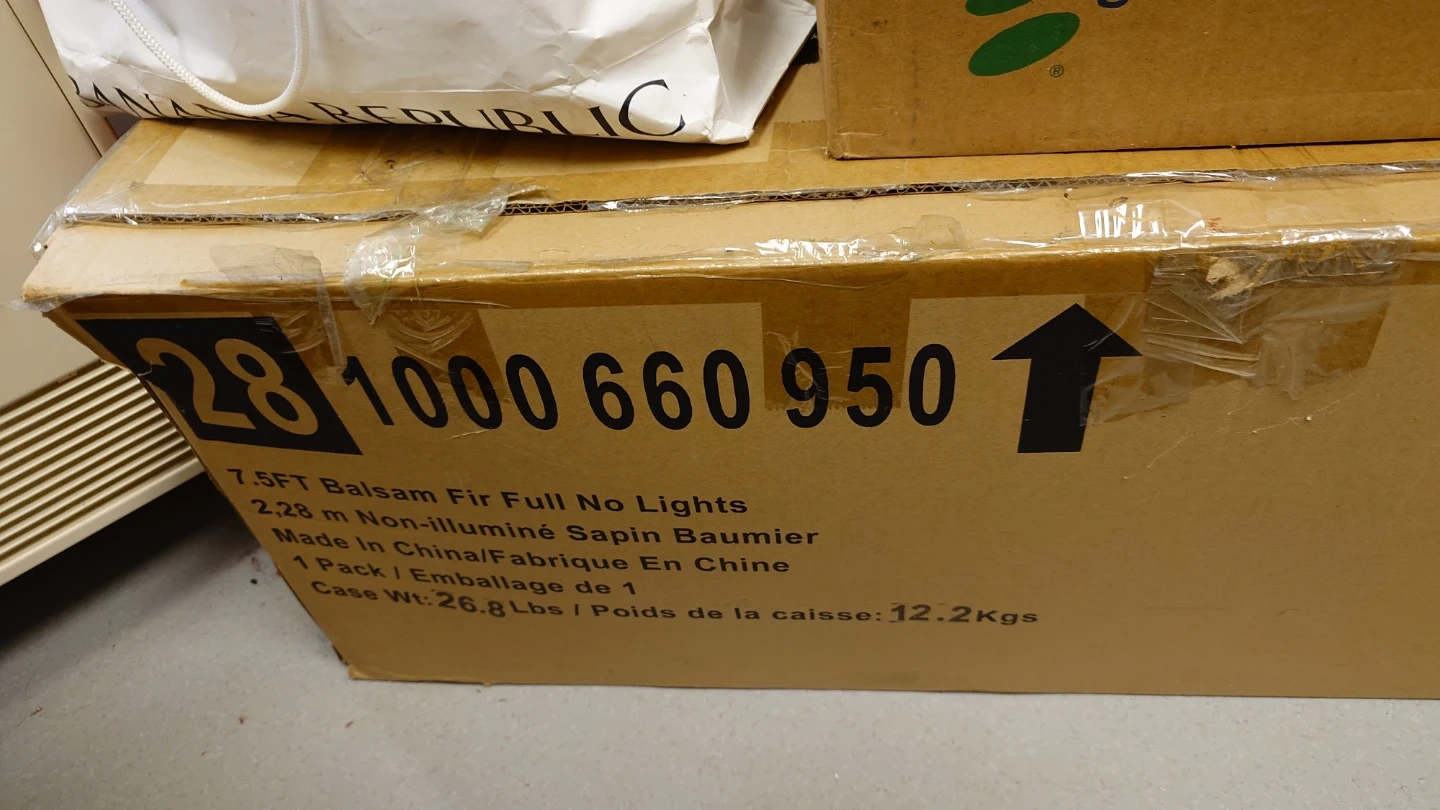 BANANA REPUBLIC
®
28 1000 660 950
7.5FT Balsam Fir Full No Lights
2,28 m Non-illuminé Sapin Baumier
Made In China/Fabrique En Chine
1 Pack / Emballage de 1
Case Wt: 26.8 Lbs / Poids de la caisse: 12.2Kgs